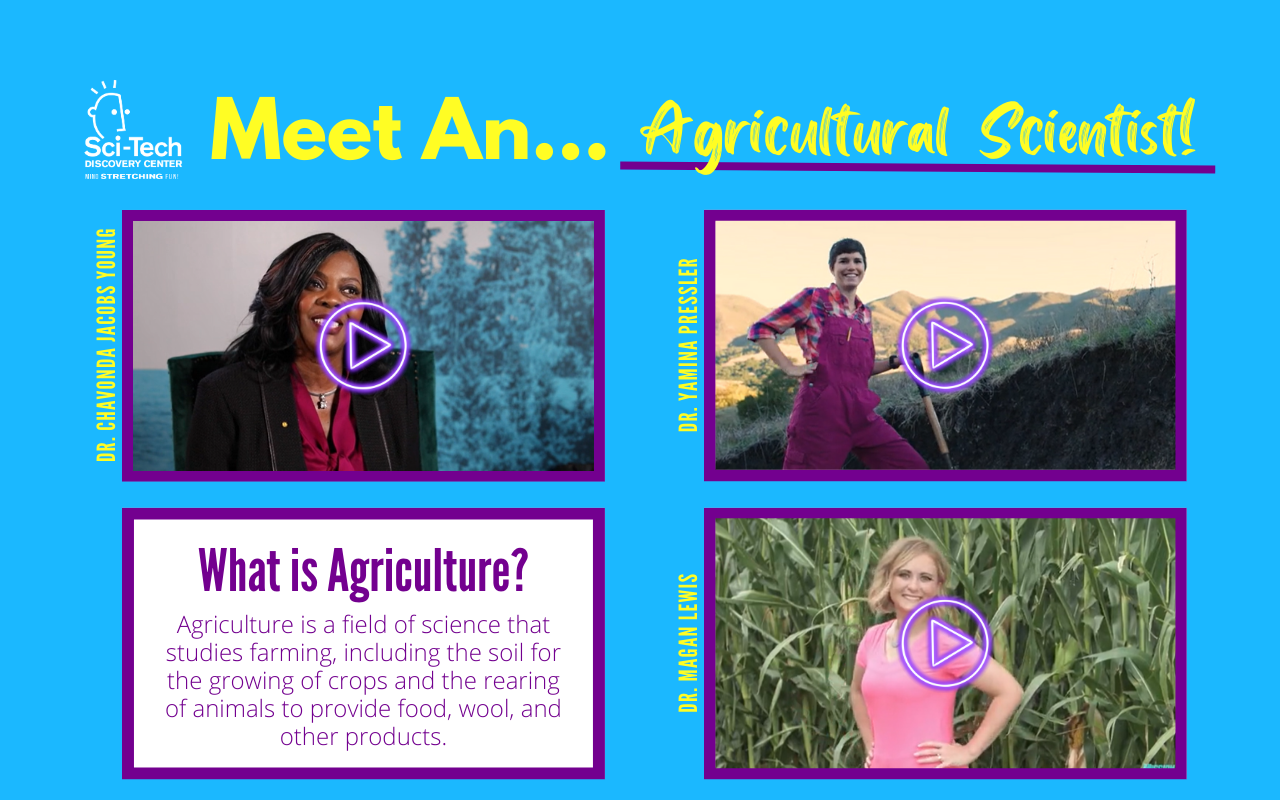 Sci-Tech
DISCOVERY CENTER
MIND STRETCHING FUN!
Meet An... Agricultural Scientist!
DR. CHAVONDA JACOBS YOUNG
DR. YAMINA PRESSLER
What is Agriculture?
Agriculture is a field of science that
studies farming, including the soil for
the growing of crops and the rearing
of animals to provide food, wool, and
other products.
DR. MAGAN LEWIS